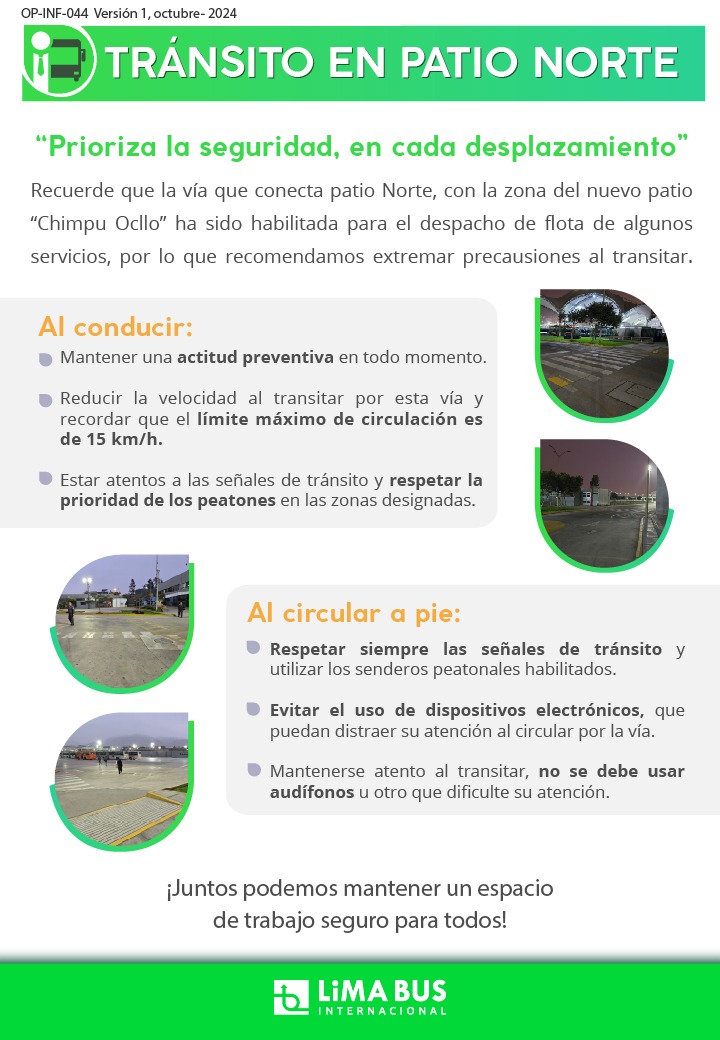 OP-INF-044 Versión 1, octubre- 2024
TRÁNSITO EN PATIO NORTE
“Prioriza la seguridad, en cada desplazamiento”
Recuerde que la vía que conecta patio Norte, con la zona del nuevo patio
“Chimpu Ocllo” ha sido habilitada para el despacho de flota de algunos
servicios, por lo que recomendamos extremar precausiones al transitar.
Al conducir:
Mantener una actitud preventiva en todo momento.
Reducir la velocidad al transitar por esta vía y
recordar que el límite máximo de circulación es
de 15 km/h.
Estar atentos a las señales de tránsito y respetar la
prioridad de los peatones en las zonas designadas.
Al circular a pie:
Respetar siempre las señales de tránsito y
utilizar los senderos peatonales habilitados.
Evitar el uso de dispositivos electrónicos, que
puedan distraer su atención al circular por la vía.
Mantenerse atento al transitar, no se debe usar
audífonos u otro que dificulte su atención.
¡Juntos podemos mantener un espacio
de trabajo seguro para todos!
LiMA BUS
INTERNACIONAL